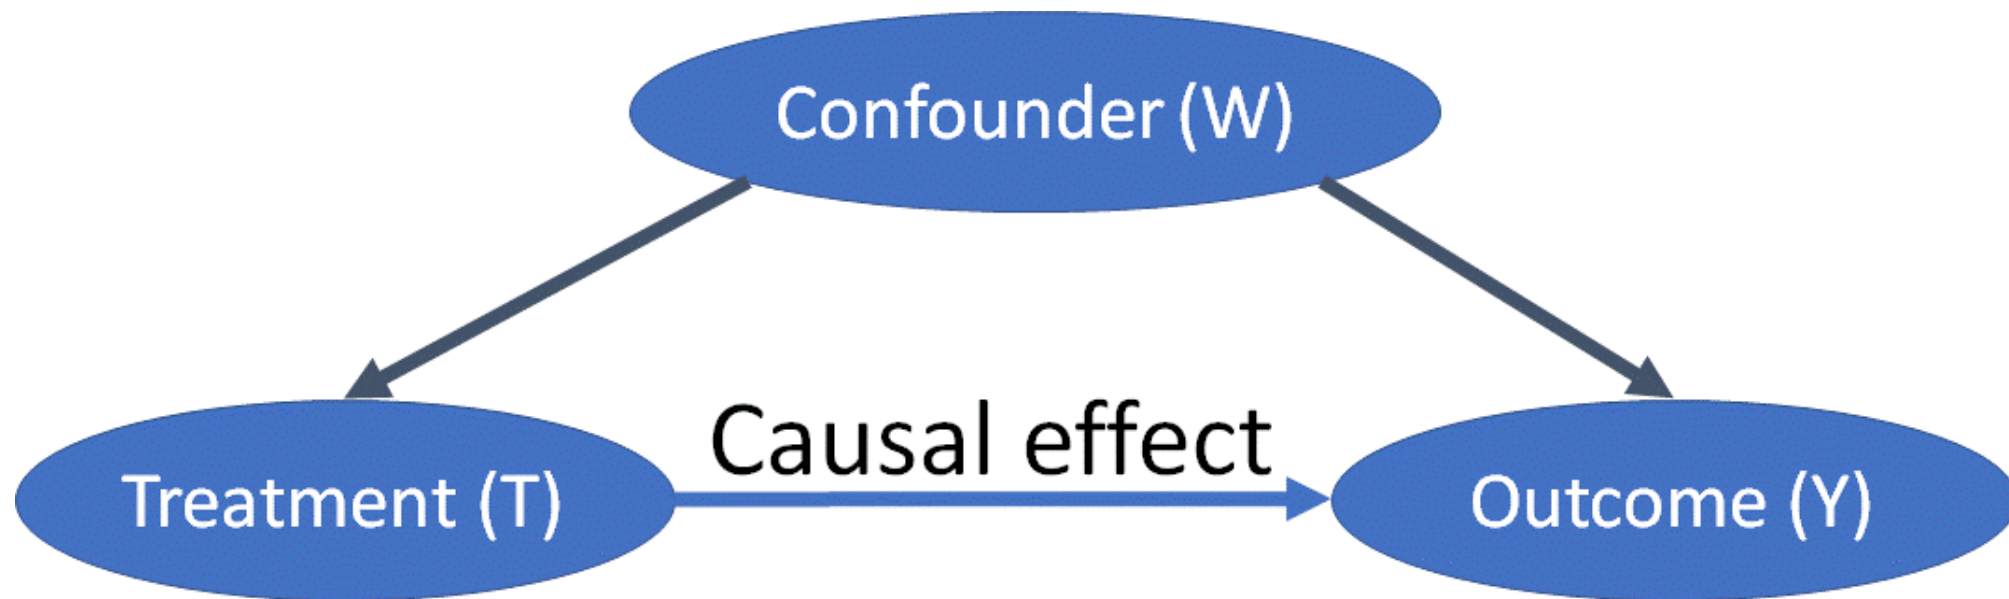 Confounder (W)
Causal effect
Treatment (T)
Outcome (Y)